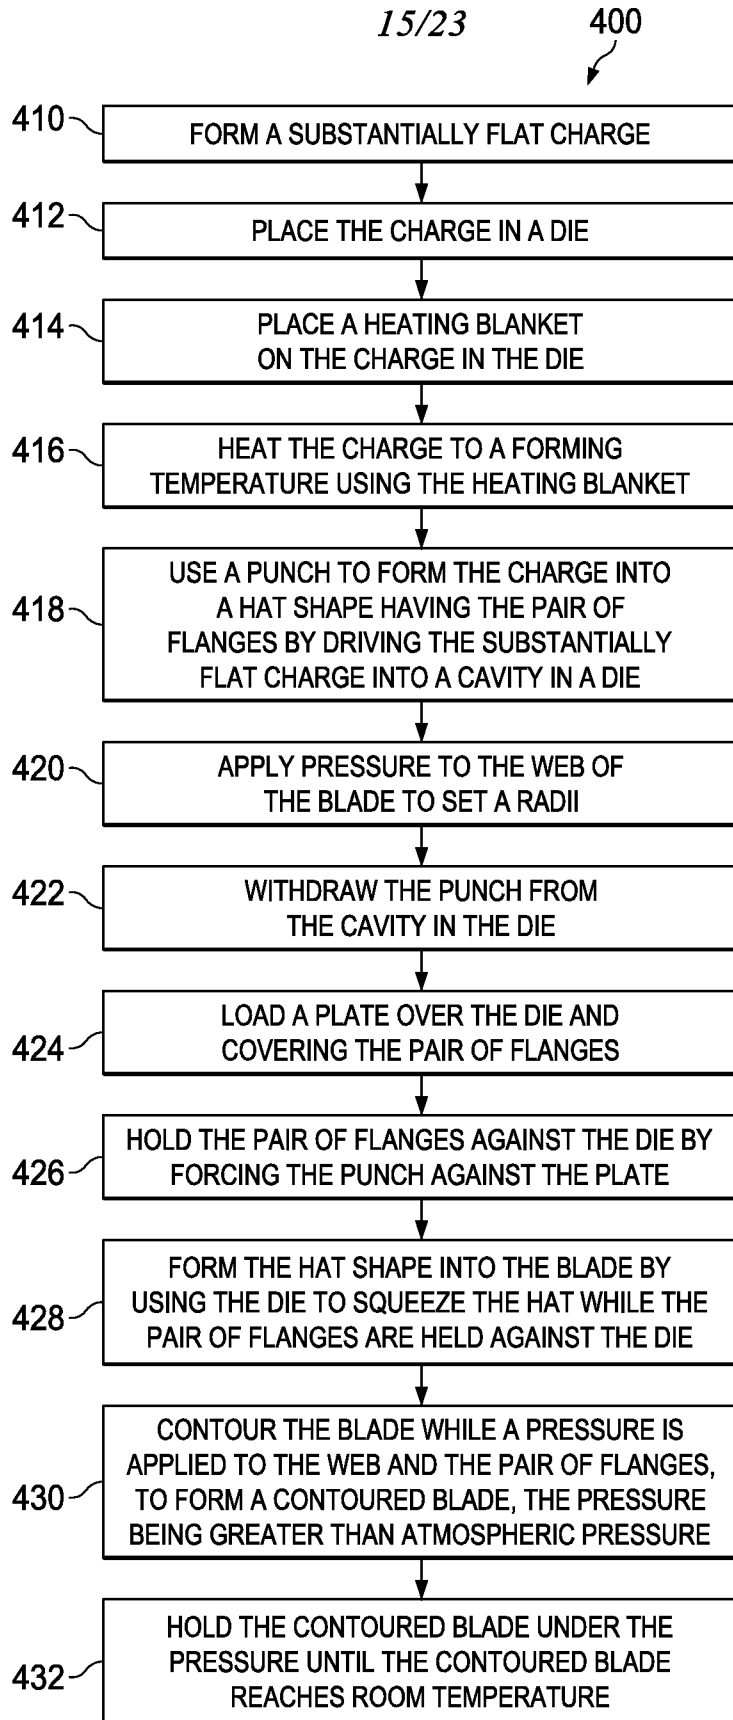 15/23
400
410
FORM A SUBSTANTIALLY FLAT CHARGE
412
PLACE THE CHARGE IN A DIE
414
PLACE A HEATING BLANKET
ON THE CHARGE IN THE DIE
416
HEAT THE CHARGE TO A FORMING
TEMPERATURE USING THE HEATING BLANKET
418
USE A PUNCH TO FORM THE CHARGE INTO
A HAT SHAPE HAVING THE PAIR OF
FLANGES BY DRIVING THE SUBSTANTIALLY
FLAT CHARGE INTO A CAVITY IN A DIE
420
APPLY PRESSURE TO THE WEB OF
THE BLADE TO SET A RADII
422
WITHDRAW THE PUNCH FROM
THE CAVITY IN THE DIE
424
LOAD A PLATE OVER THE DIE AND
COVERING THE PAIR OF FLANGES
426
HOLD THE PAIR OF FLANGES AGAINST THE DIE BY
FORCING THE PUNCH AGAINST THE PLATE
428
FORM THE HAT SHAPE INTO THE BLADE BY
USING THE DIE TO SQUEEZE THE HAT WHILE THE
PAIR OF FLANGES ARE HELD AGAINST THE DIE
430
CONTOUR THE BLADE WHILE A PRESSURE IS
APPLIED TO THE WEB AND THE PAIR OF FLANGES,
TO FORM A CONTOURED BLADE, THE PRESSURE
BEING GREATER THAN ATMOSPHERIC PRESSURE
432
HOLD THE CONTOURED BLADE UNDER THE
PRESSURE UNTIL THE CONTOURED BLADE
REACHES ROOM TEMPERATURE